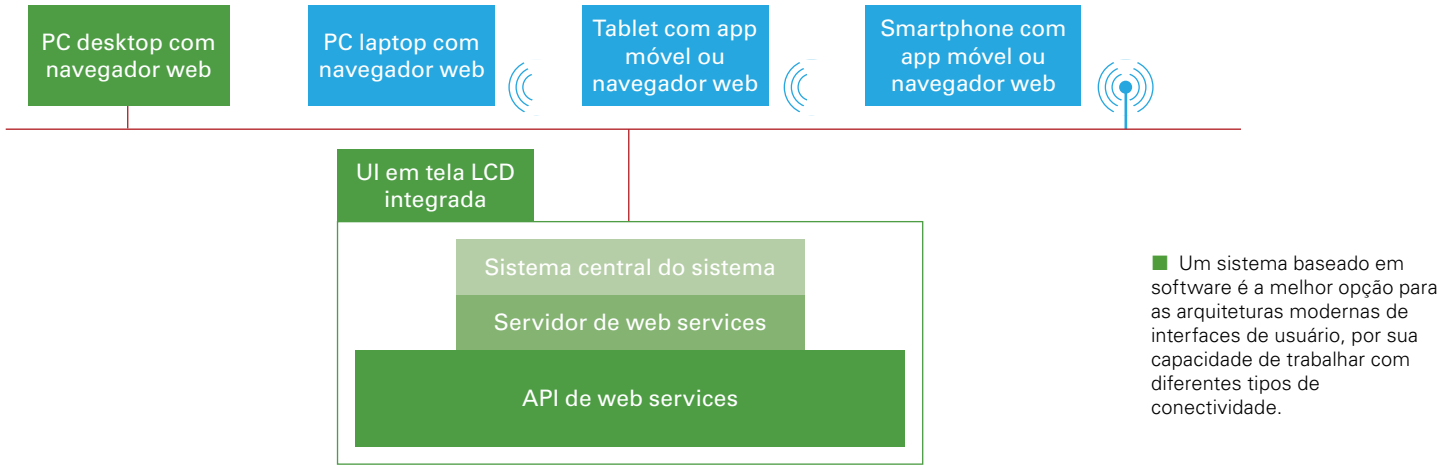 PC desktop com
navegador web
PC laptop com
navegador web
Tablet com app
móvel ou
navegador web
Smartphone com
app móvel ou
navegador web
UI em tela LCD
integrada
Sistema central do sistema
Servidor de web services
API de web services
Um sistema baseado em
software é a melhor opção para
as arquiteturas modernas de
interfaces de usuário, por sua
capacidade de trabalhar com
diferentes tipos de
conectividade.